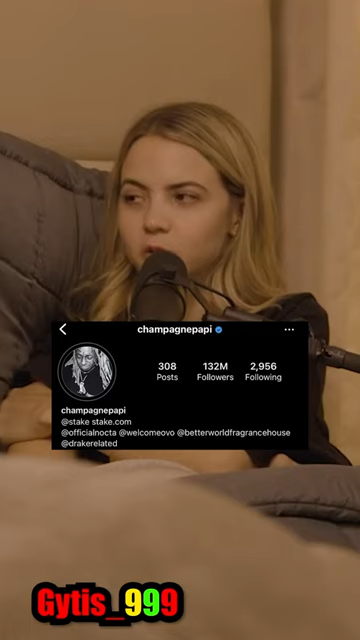 champagnepapi
308
132M
2,956
Posts
Followers
Following
champagnepapi
@stake stake.com
@officialnocta @welcomeovo @betterworldfragrancehouse
@drakerelated
Gytis_999